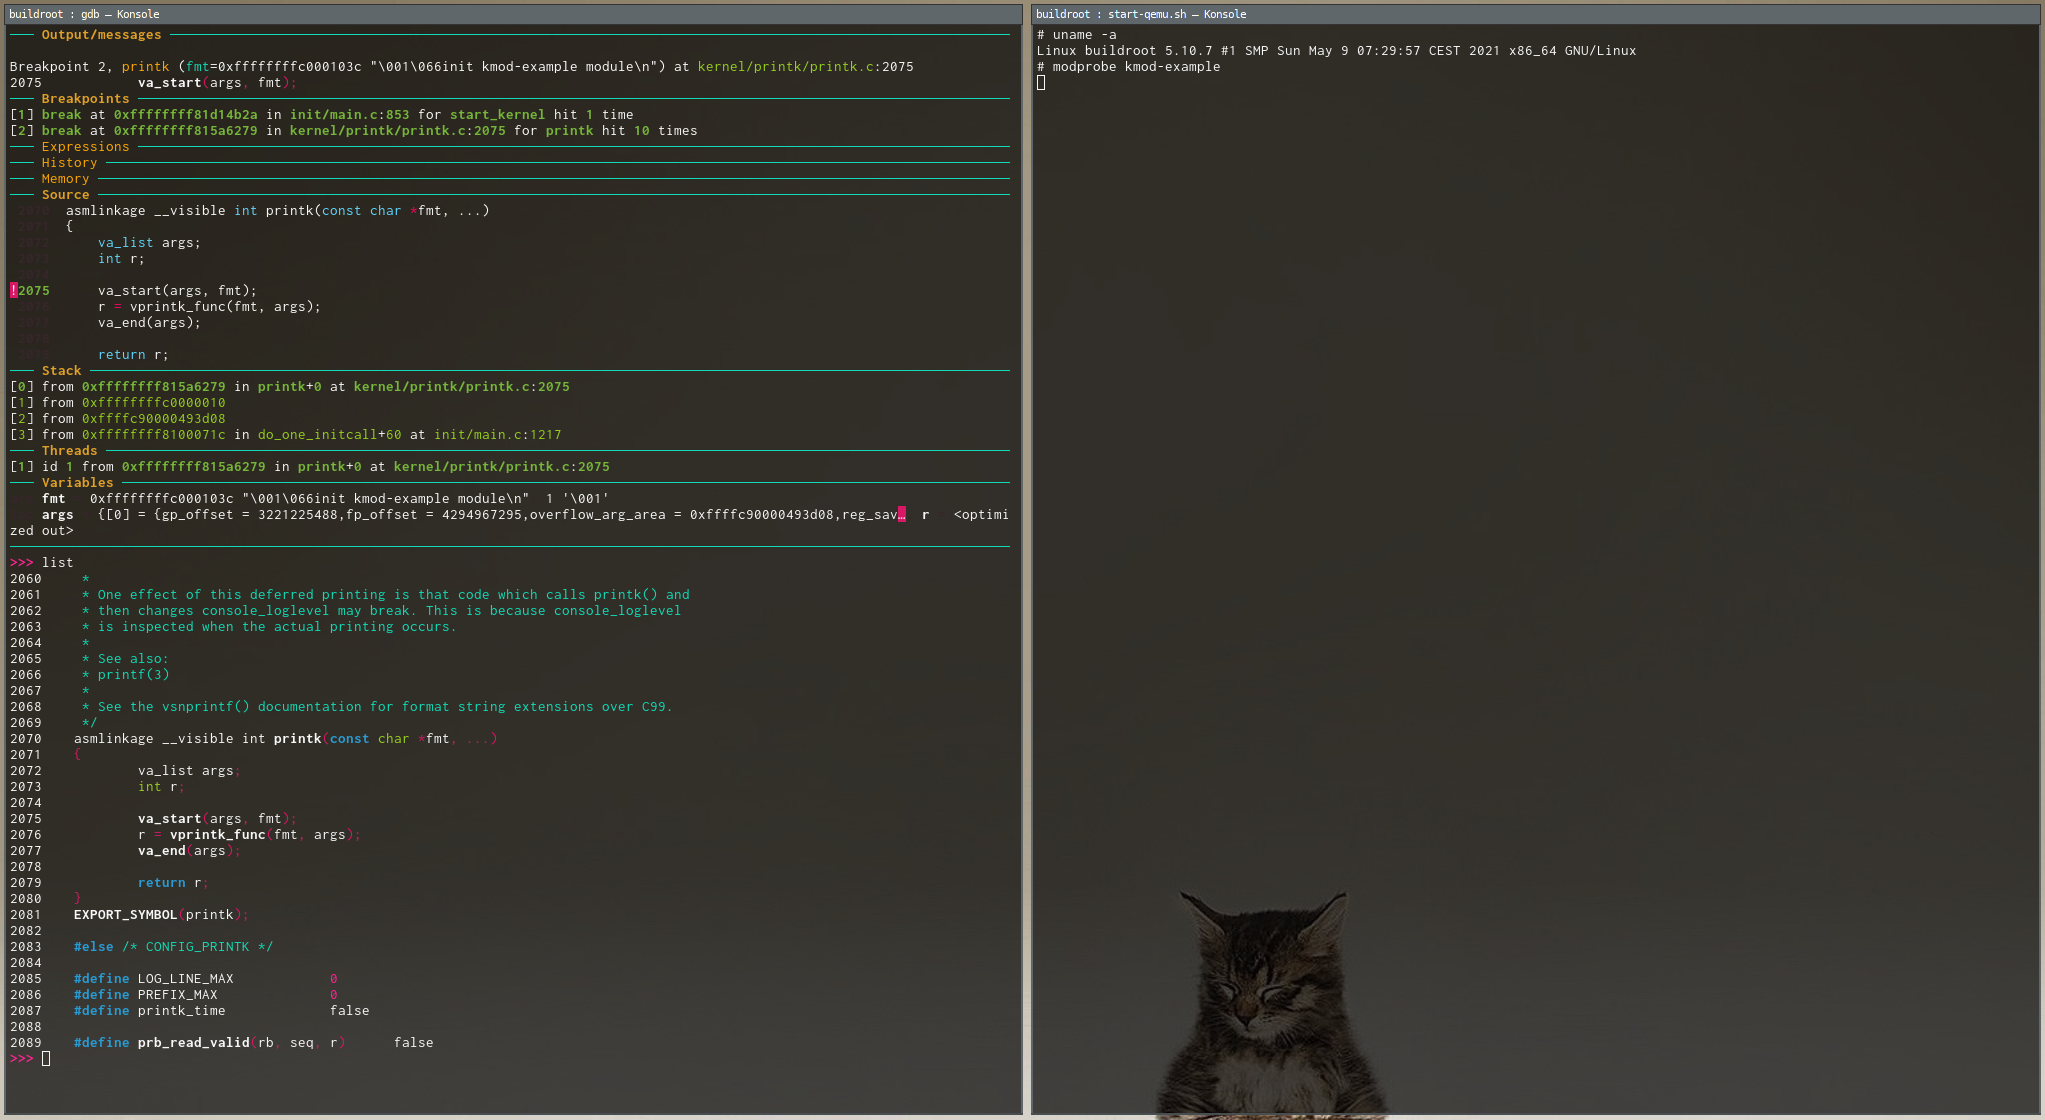 buildroot : gdb — Konsole
─── Output/messages ───
Breakpoint 2, printk (fmt=0xffffffffc000103c "\001\066init kmod-example module\n") at kernel/printk/printk.c:2075
2075            va_start(args, fmt);
─── Breakpoints ───
[1] break at 0xffffffff81d14b2a in init/main.c:853 for start_kernel hit 1 time
[2] break at 0xffffffff815a6279 in kernel/printk/printk.c:2075 for printk hit 10 times
─── Expressions ───
─── History ───
─── Memory ───
─── Source ───
2070  asmlinkage __visible int printk(const char *fmt, ...)
2071  {
2072      va_list args;
2073      int r;
2074
!2075      va_start(args, fmt);
2076      r = vprintk_func(fmt, args);
2077      va_end(args);
2078
2079      return r;
─── Stack ───
[0] from 0xffffffff815a6279 in printk+0 at kernel/printk/printk.c:2075
[1] from 0xffffffffc0000010
[2] from 0xffffc90000493d08
[3] from 0xffffffff8100071c in do_one_initcall+60 at init/main.c:1217
─── Threads ───
[1] id 1 from 0xffffffff815a6279 in printk+0 at kernel/printk/printk.c:2075
─── Variables ───
fmt   0xffffffffc000103c "\001\066init kmod-example module\n"  1 '\001'
args   {[0] = {gp_offset = 3221225488,fp_offset = 4294967295,overflow_arg_area = 0xffffc90000493d08,reg_sav…  r   <optimi
zed out>
>>> list
2060     *
2061     * One effect of this deferred printing is that code which calls printk() and
2062     * then changes console_loglevel may break. This is because console_loglevel
2063     * is inspected when the actual printing occurs.
2064     *
2065     * See also:
2066     * printf(3)
2067     *
2068     * See the vsnprintf() documentation for format string extensions over C99.
2069     */
2070    asmlinkage __visible int printk(const char *fmt, ...)
2071    {
2072            va_list args;
2073            int r;
2074
2075            va_start(args, fmt);
2076            r = vprintk_func(fmt, args);
2077            va_end(args);
2078
2079            return r;
2080    }
2081    EXPORT_SYMBOL(printk);
2082
2083    #else /* CONFIG_PRINTK */
2084
2085    #define LOG_LINE_MAX            0
2086    #define PREFIX_MAX              0
2087    #define printk_time             false
2088
2089    #define prb_read_valid(rb, seq, r)      false
>>>
buildroot : start-qemu.sh — Konsole
# uname -a
Linux buildroot 5.10.7 #1 SMP Sun May 9 07:29:57 CEST 2021 x86_64 GNU/Linux
# modprobe kmod-example